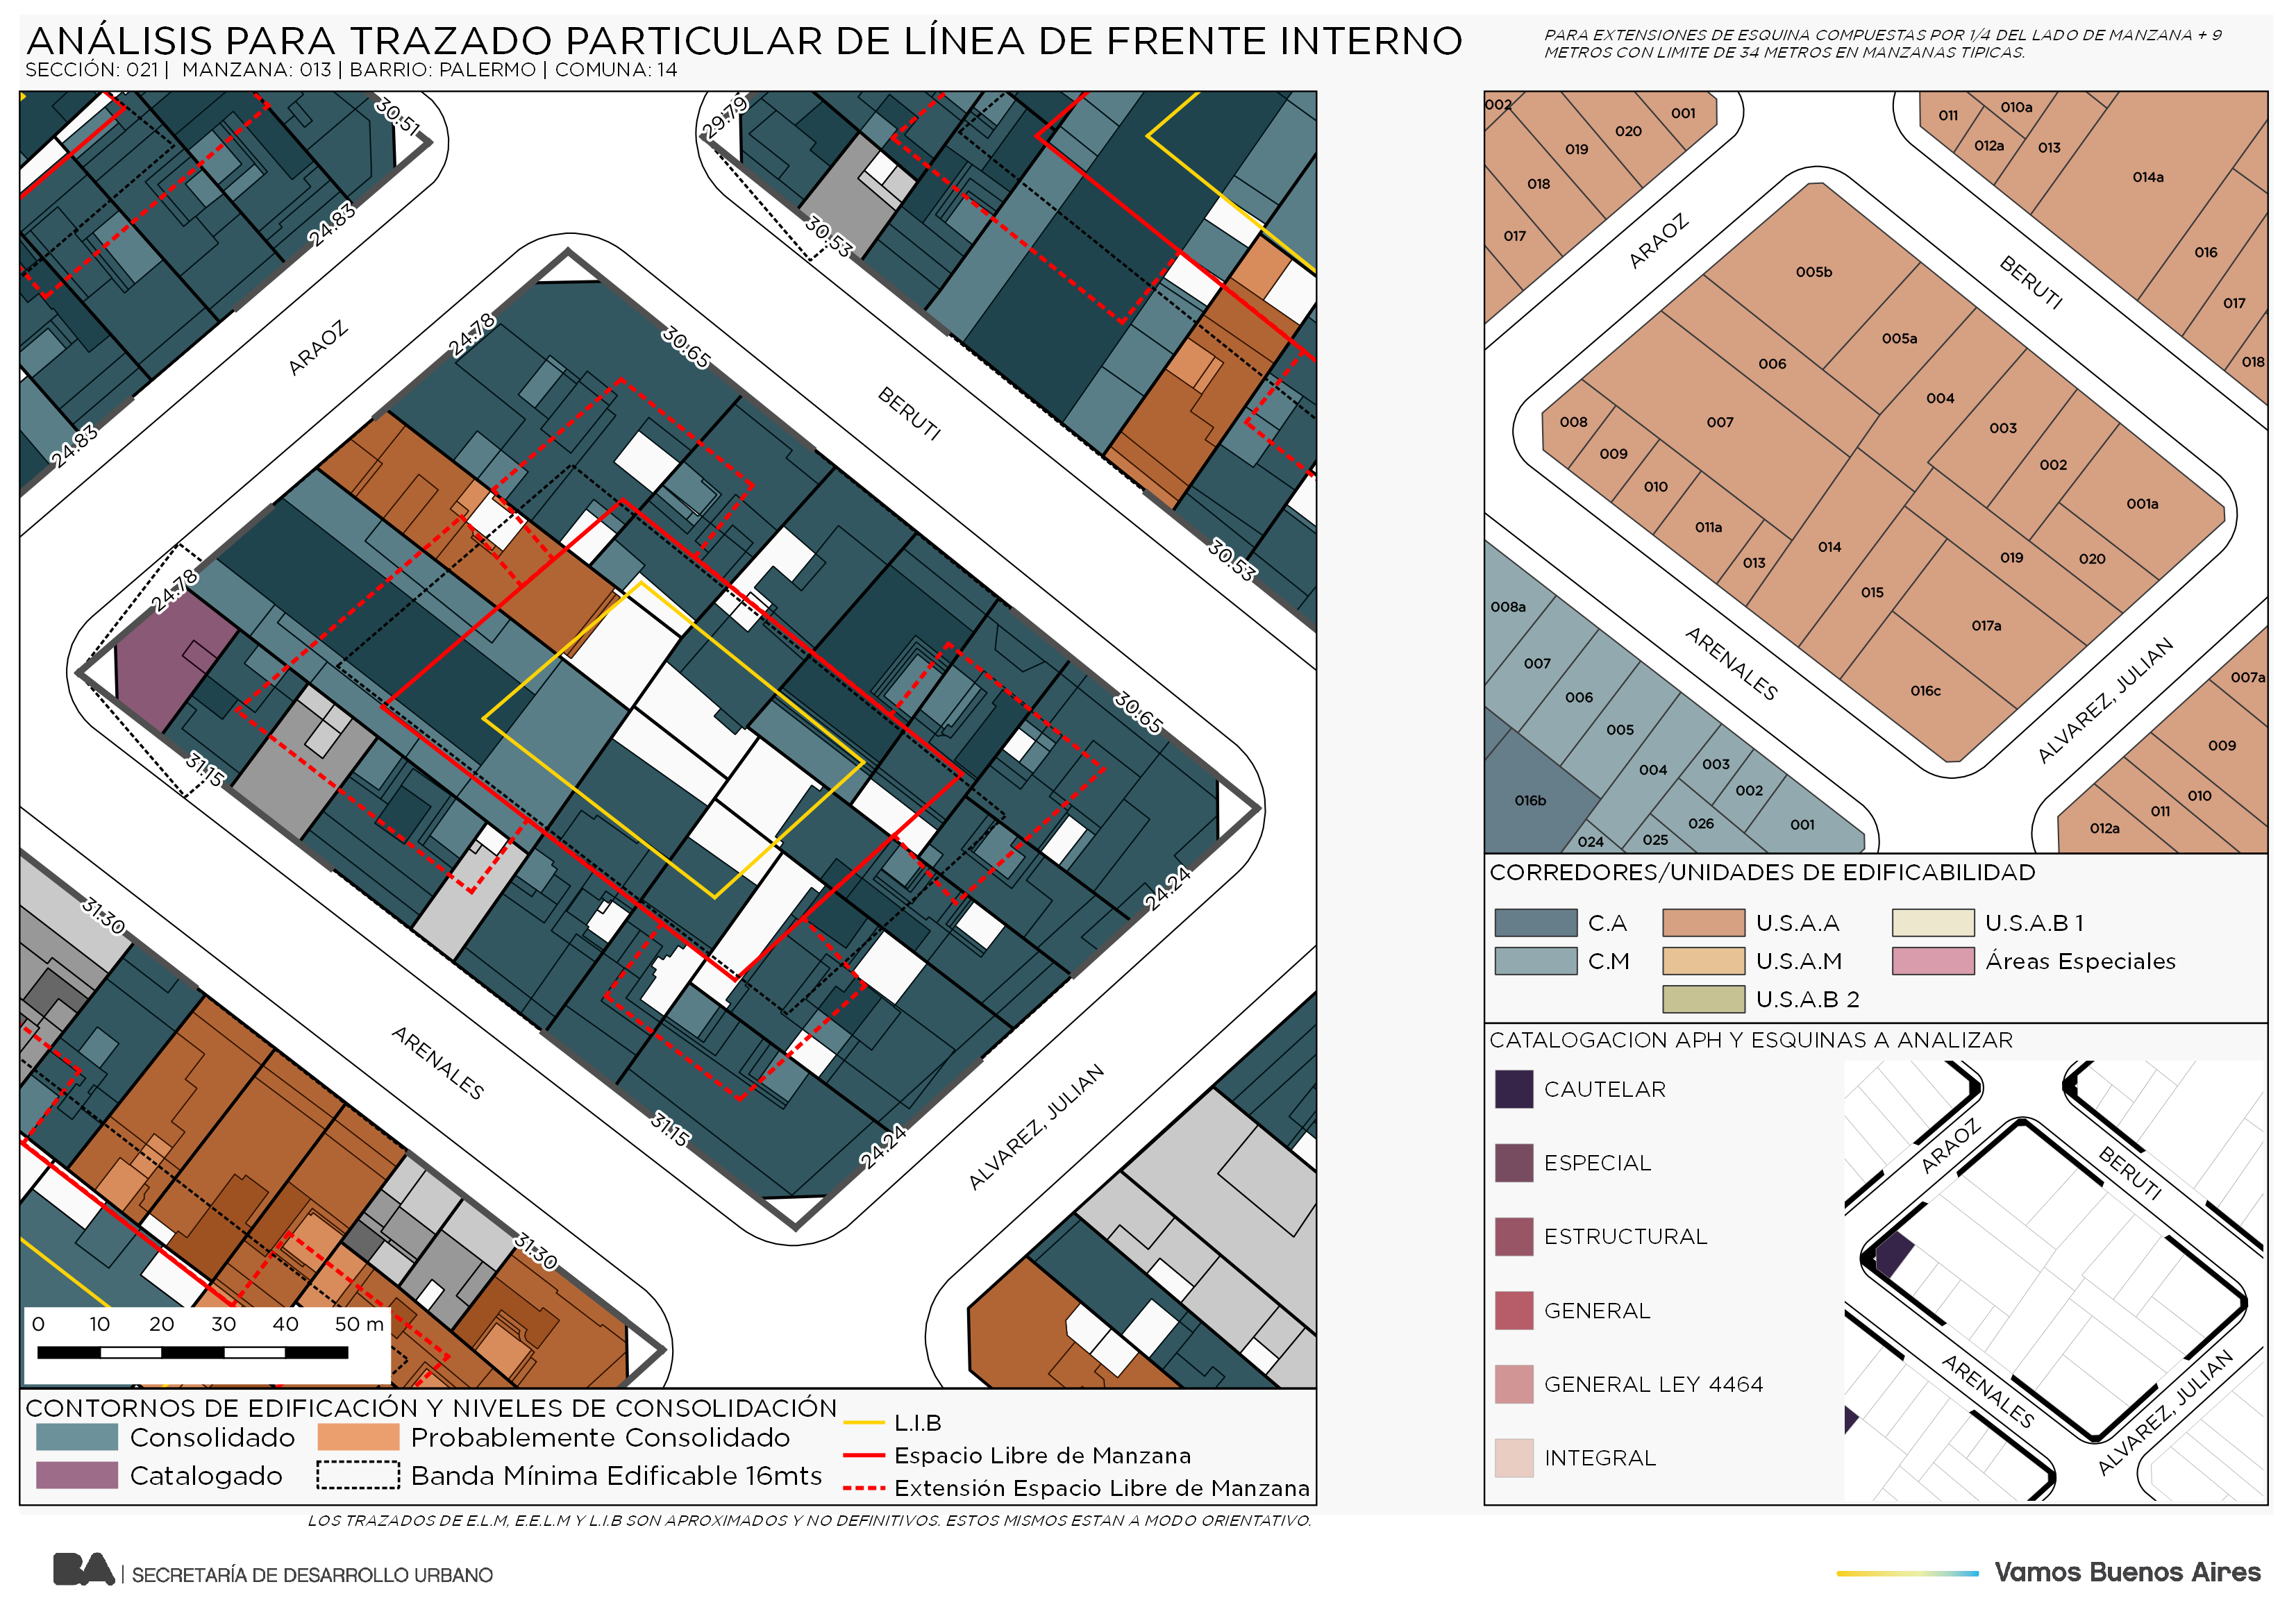 ANÁLISIS PARA TRAZADO PARTICULAR DE LÍNEA DE FRENTE INTERNO
SECCIÓN: 021 | MANZANA: 013 | BARRIO: PALERMO | COMUNA: 14
PARA EXTENSIONES DE ESQUINA COMPUESTAS POR 1/4 DEL LADO DE MANZANA + 9
METROS CON LIMITE DE 34 METROS EN MANZANAS TIPICAS.
30.51
29.79
24.83
30.53
24.78
30.65
ARAOZ
BERUTI
24.83
30.53
24.78
30.65
31.15
24.24
31.30
ARENALES
31.15
24.24
ALVAREZ, JULIAN
31.30
0 10 20 30 40 50 m
CONTORNOS DE EDIFICACIÓN Y NIVELES DE CONSOLIDACIÓN
Consolidado
Probablemente Consolidado
Catalogado
Banda Mínima Edificable 16mts
L.I.B
Espacio Libre de Manzana
Extensión Espacio Libre de Manzana
LOS TRAZADOS DE E.L.M, E.E.L.M Y L.I.B SON APROXIMADOS Y NO DEFINITIVOS. ESTOS MISMOS ESTAN A MODO ORIENTATIVO.
002
001
020
019
018
017
011
010a
012a
013
014a
016
017
018
ARAOZ
BERUTI
005b
005a
006
004
007
003
008
009
002
010
001a
011a
014
013
019
020
015
017a
016c
ARENALES
ALVAREZ, JULIAN
008a
007
006
005
004
003
002
001
016b
024
025
026
007a
009
010
011
012a
CORREDORES/UNIDADES DE EDIFICABILIDAD
C.A
U.S.A.A
U.S.A.B 1
C.M
U.S.A.M
Áreas Especiales
U.S.A.B 2
CATALOGACION APH Y ESQUINAS A ANALIZAR
CAUTELAR
ESPECIAL
ESTRUCTURAL
GENERAL
GENERAL LEY 4464
INTEGRAL
ARAOZ
BERUTI
ARENALES
ALVAREZ, JULIAN
BA | SECRETARÍA DE DESARROLLO URBANO
Vamos Buenos Aires